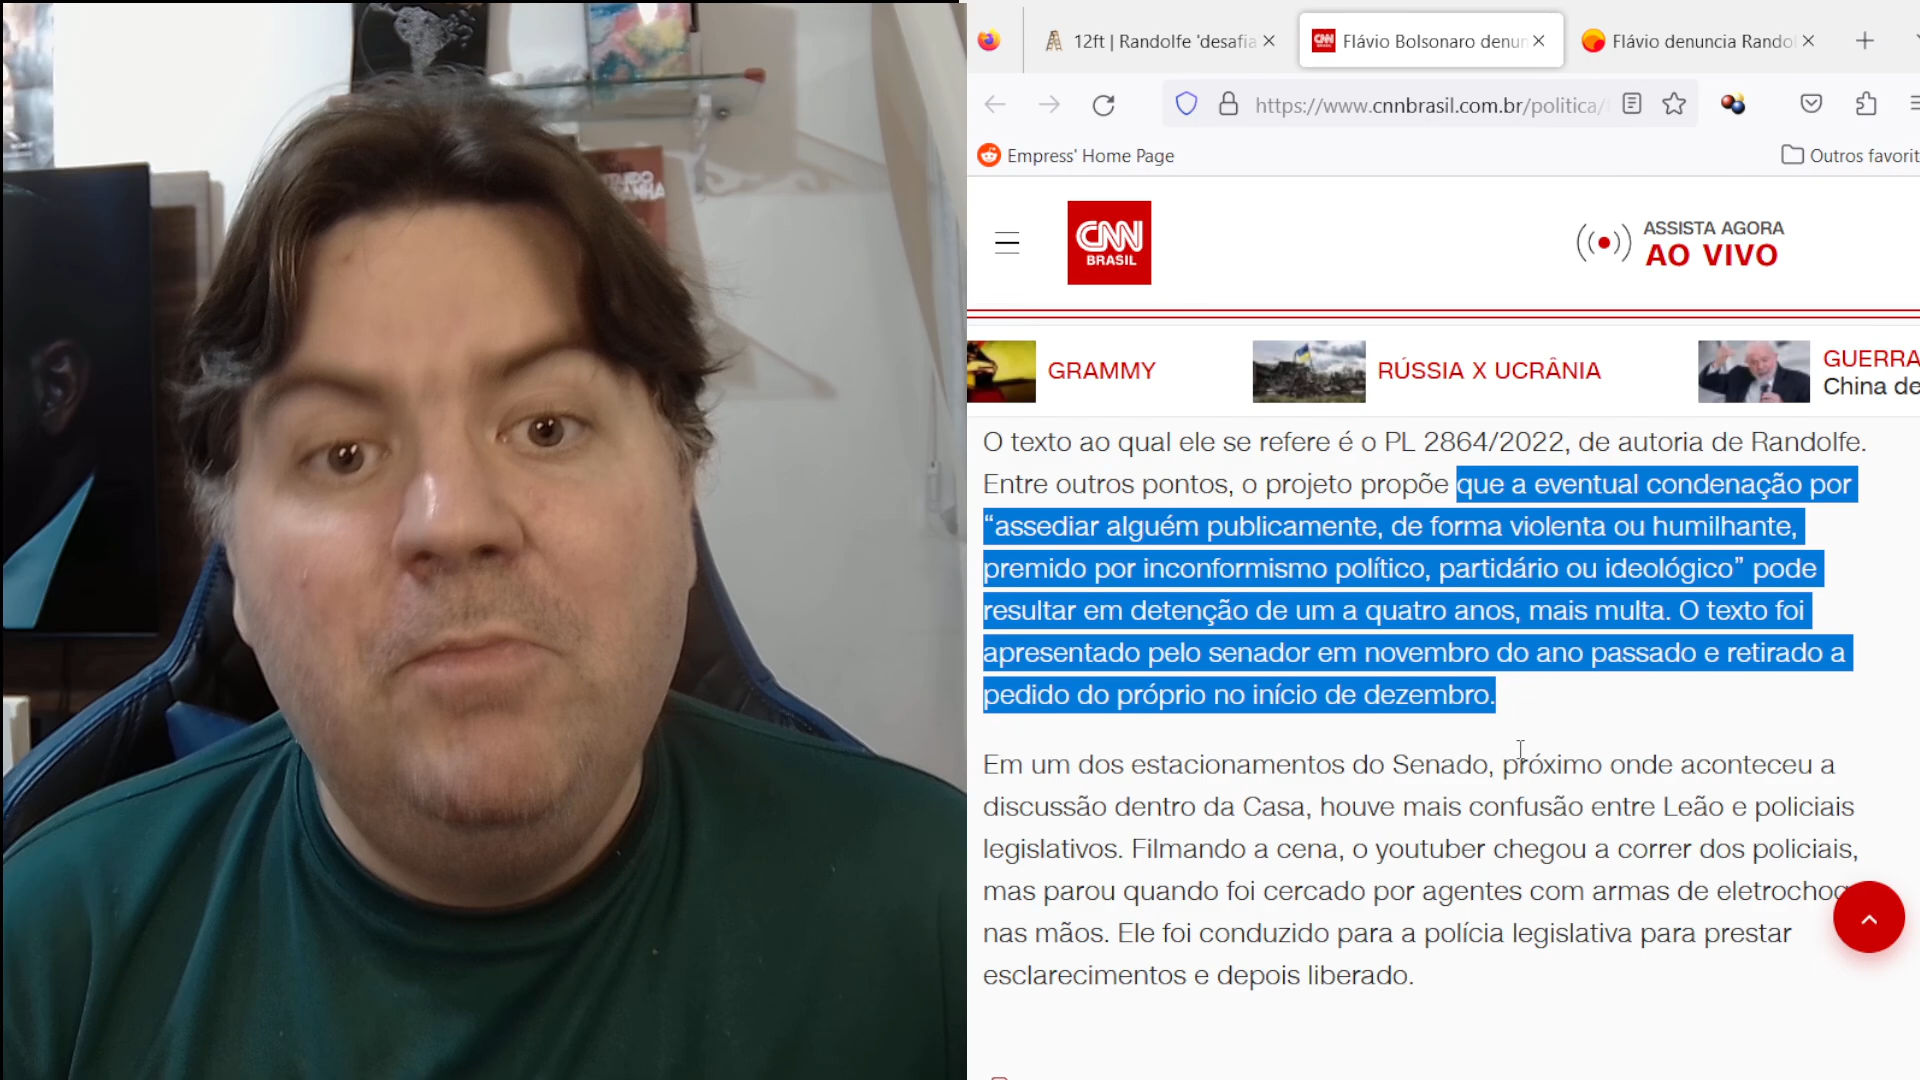 12ft | Randolfe 'desafia
Flávio Bolsonaro denun
Flávio denuncia Randol
https://www.cnnbrasil.com.br/politica/
Empress' Home Page
Outros favorit
CNN
BRASIL
ASSISTA AGORA
AO VIVO
GRAMMY
RÚSSIA X UCRÂNIA
GUERRA
China de
O texto ao qual ele se refere é o PL 2864/2022, de autoria de Randolfe.
Entre outros pontos, o projeto propõe que a eventual condenação por
“assediar alguém publicamente, de forma violenta ou humilhante,
premido por inconformismo político, partidário ou ideológico” pode
resultar em detenção de um a quatro anos, mais multa. O texto foi
apresentado pelo senador em novembro do ano passado e retirado a
pedido do próprio no início de dezembro.
Em um dos estacionamentos do Senado, próximo onde aconteceu a
discussão dentro da Casa, houve mais confusão entre Leão e policiais
legislativos. Filmando a cena, o youtuber chegou a correr dos policiais,
mas parou quando foi cercado por agentes com armas de eletrochoq
nas mãos. Ele foi conduzido para a polícia legislativa para prestar
esclarecimentos e depois liberado.